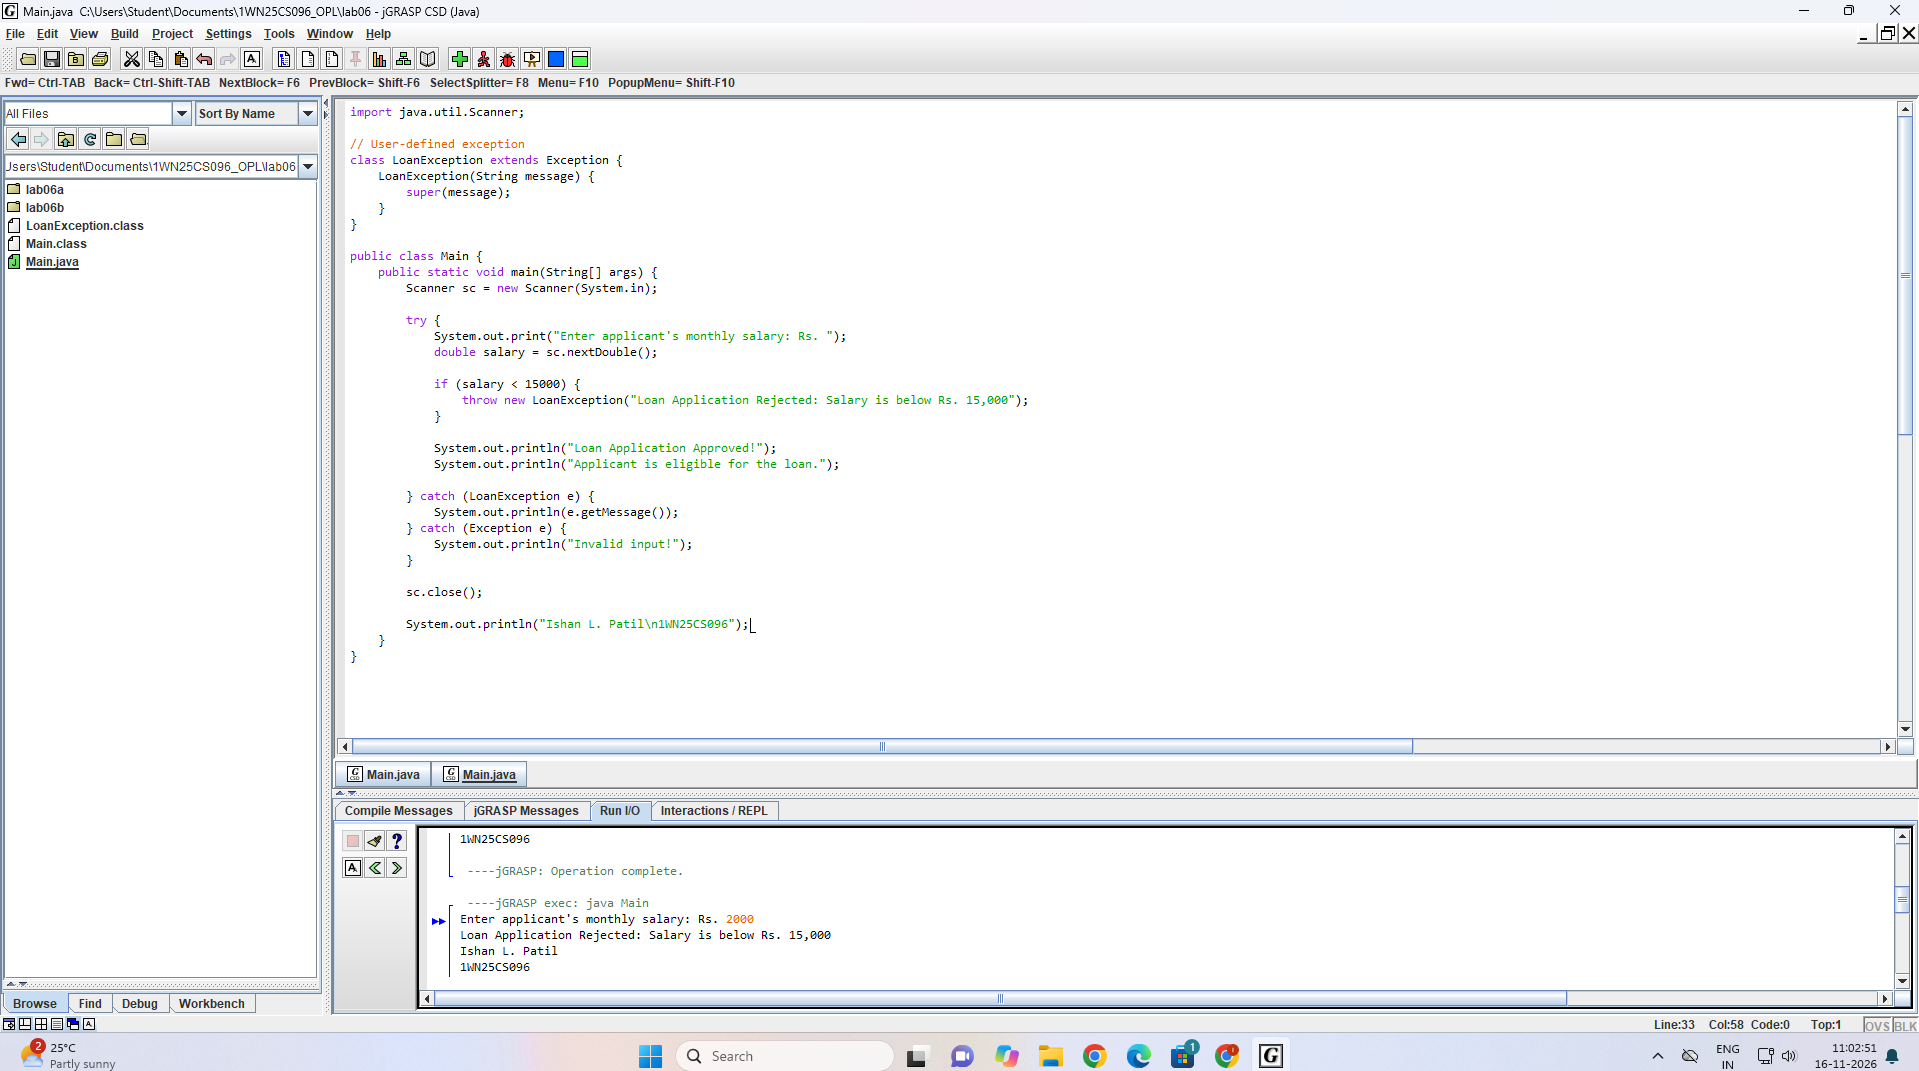 Main.java  C:\Users\Student\Documents\1WN25CS096_OPL\lab06 - jGRASP CSD (Java)
File Edit View Build Project Settings Tools Window Help
Fwd= Ctrl-TAB Back= Ctrl-Shift-TAB NextBlock= F6 PrevBlock= Shift-F6 SelectSplitter= F8 Menu= F10 PopupMenu= Shift-F10
All Files
Sort By Name
Jsers\Student\Documents\1WN25CS096_OPL\lab06
lab06a
lab06b
LoanException.class
Main.class
Main.java
Browse Find Debug Workbench
import java.util.Scanner;
// User-defined exception
class LoanException extends Exception {
    LoanException(String message) {
        super(message);
    }
}
public class Main {
    public static void main(String[] args) {
        Scanner sc = new Scanner(System.in);
        try {
            System.out.print("Enter applicant's monthly salary: Rs. ");
            double salary = sc.nextDouble();
            if (salary < 15000) {
                throw new LoanException("Loan Application Rejected: Salary is below Rs. 15,000");
            }
            System.out.println("Loan Application Approved!");
            System.out.println("Applicant is eligible for the loan.");
        } catch (LoanException e) {
            System.out.println(e.getMessage());
        } catch (Exception e) {
            System.out.println("Invalid input!");
        }
        sc.close();
        System.out.println("Ishan L. Patil\n1WN25CS096");
    }
}
Main.java Main.java
Compile Messages jGRASP Messages Run I/O Interactions / REPL
1WN25CS096
----jGRASP: Operation complete.
----jGRASP exec: java Main
Enter applicant's monthly salary: Rs. 2000
Loan Application Rejected: Salary is below Rs. 15,000
Ishan L. Patil
1WN25CS096
Line:33 Col:58 Code:0 Top:1 OVS BLK
2
25°C
Partly sunny
Search
1
ENG
IN
11:02:51
16-11-2026